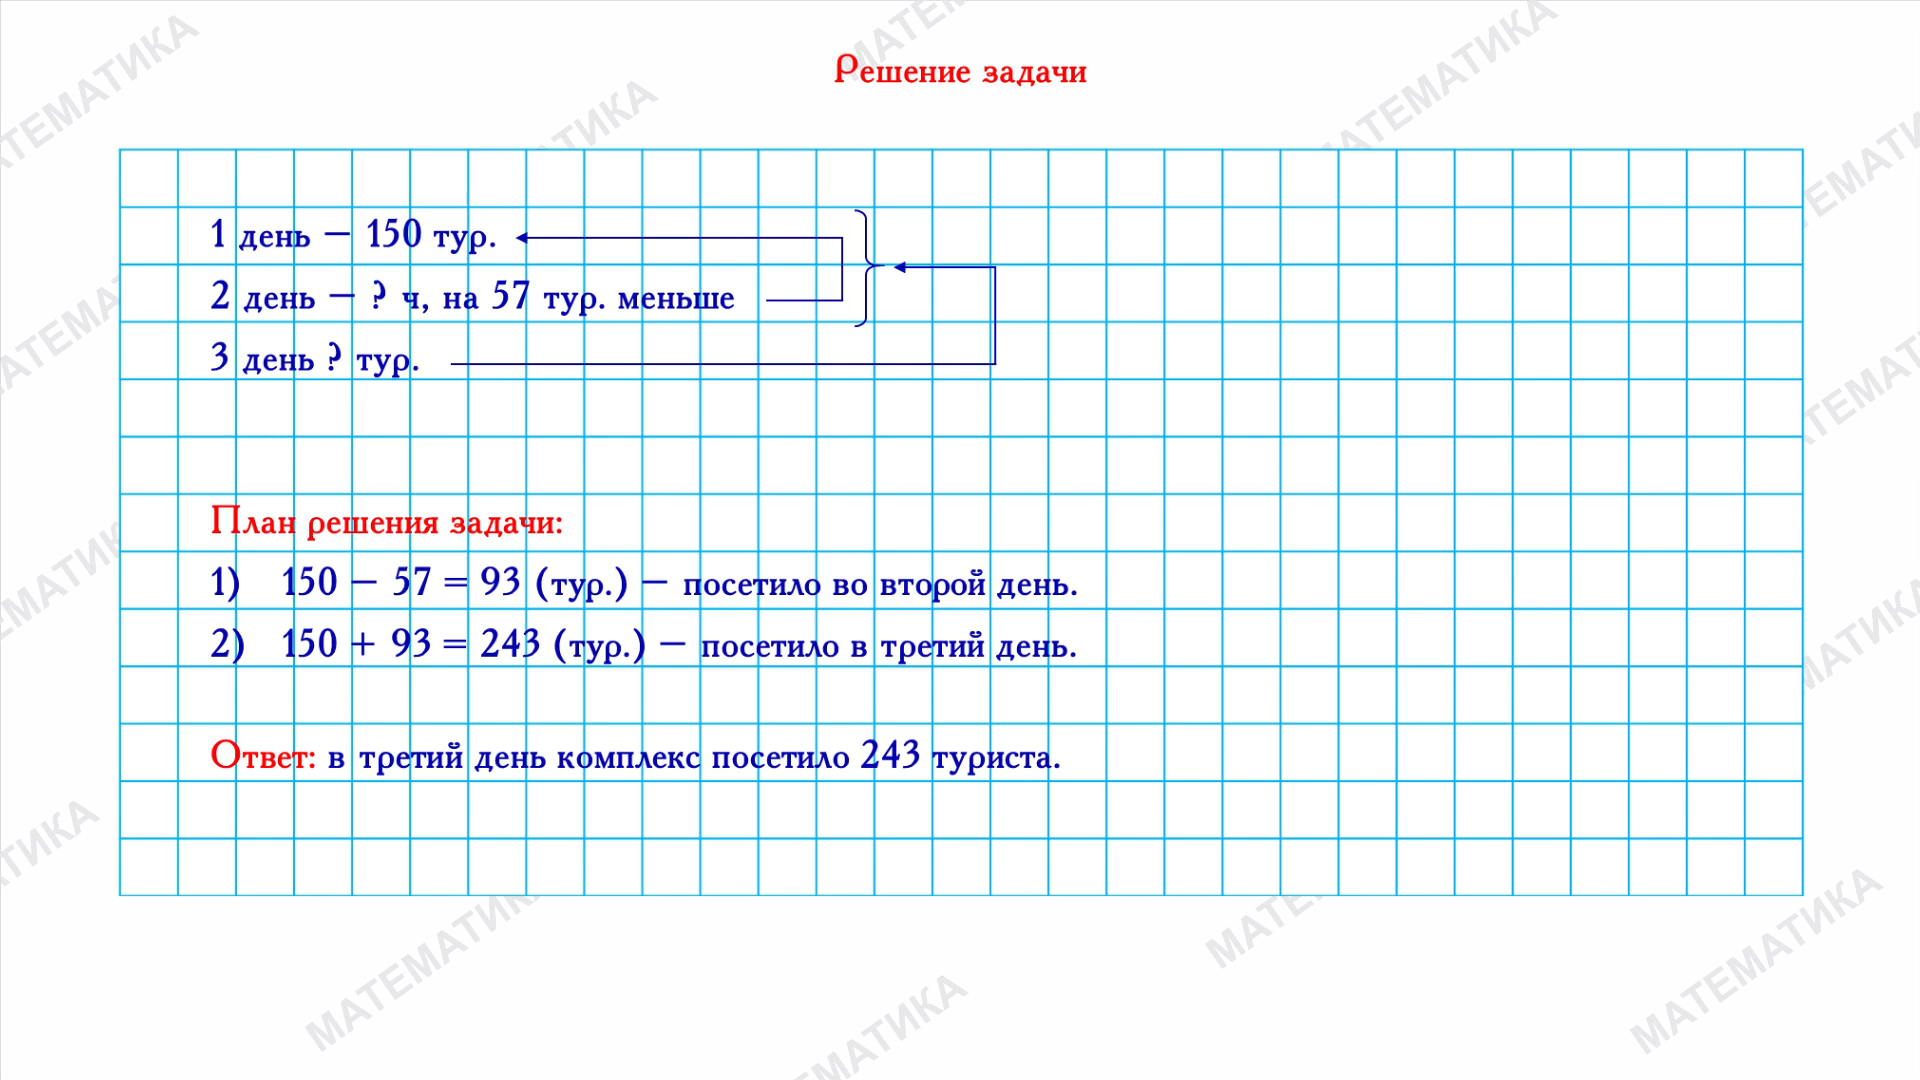 Решение задачи
1 день – 150 тур.
2 день – ? ч, на 57 тур. меньше
3 день ? тур.
План решения задачи:
1) 150 – 57 = 93 (тур.) – посетило во второй день.
2) 150 + 93 = 243 (тур.) – посетило в третий день.
Ответ: в третий день комплекс посетило 243 туриста.
МАТЕМАТИКА